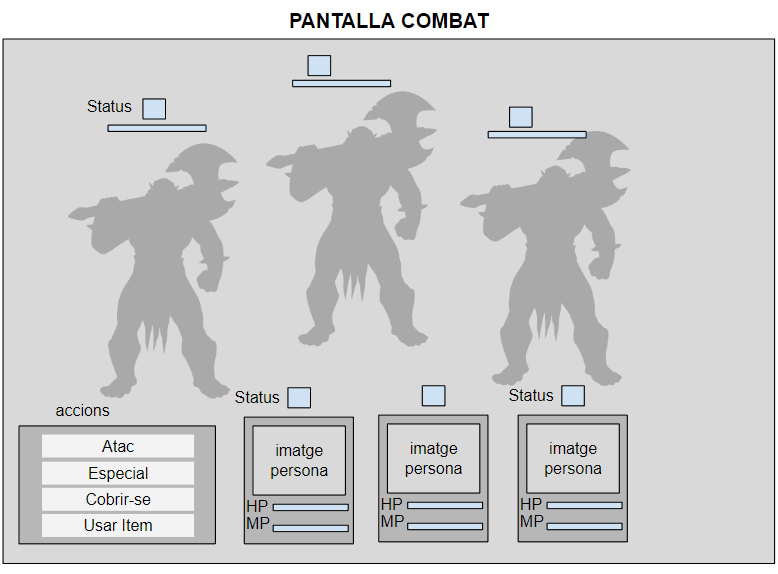 PANTALLA COMBAT
Status
Status
Status
accions
Atac
Especial
Cobrir-se
Usar Item
imatge
persona
HP
MP
imatge
persona
HP
MP
imatge
persona
HP
MP